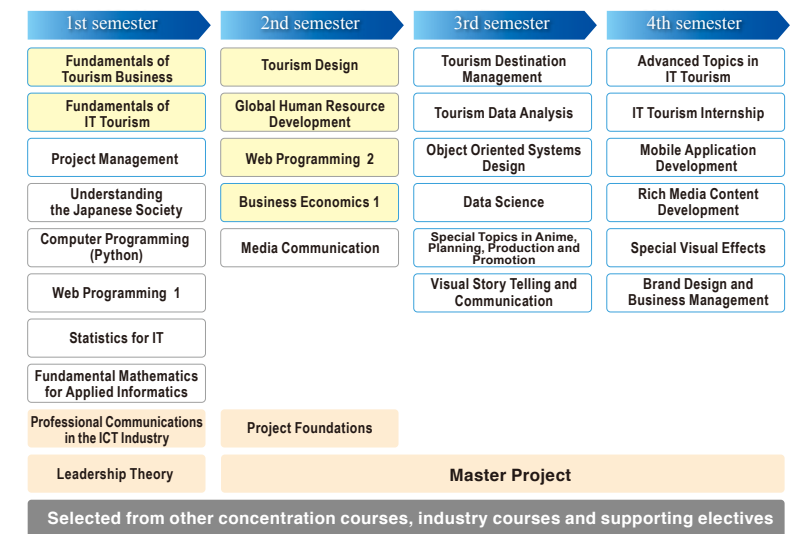 1st semester
2nd semester
3rd semester
4th semester
Fundamentals of
Tourism Business
Tourism Design
Tourism Destination
Management
Advanced Topics in
IT Tourism
Fundamentals of
IT Tourism
Global Human Resource
Development
Tourism Data Analysis
IT Tourism Internship
Project Management
Web Programming 2
Object Oriented Systems
Design
Mobile Application
Development
Understanding
the Japanese Society
Business Economics 1
Data Science
Rich Media Content
Development
Computer Programming
(Python)
Media Communication
Special Topics in Anime,
Planning, Production and
Promotion
Special Visual Effects
Web Programming 1
Visual Story Telling and
Communication
Brand Design and
Business Management
Statistics for IT
Fundamental Mathematics
for Applied Informatics
Professional Communications
in the ICT Industry
Project Foundations
Leadership Theory
Master Project
Selected from other concentration courses, industry courses and supporting electives